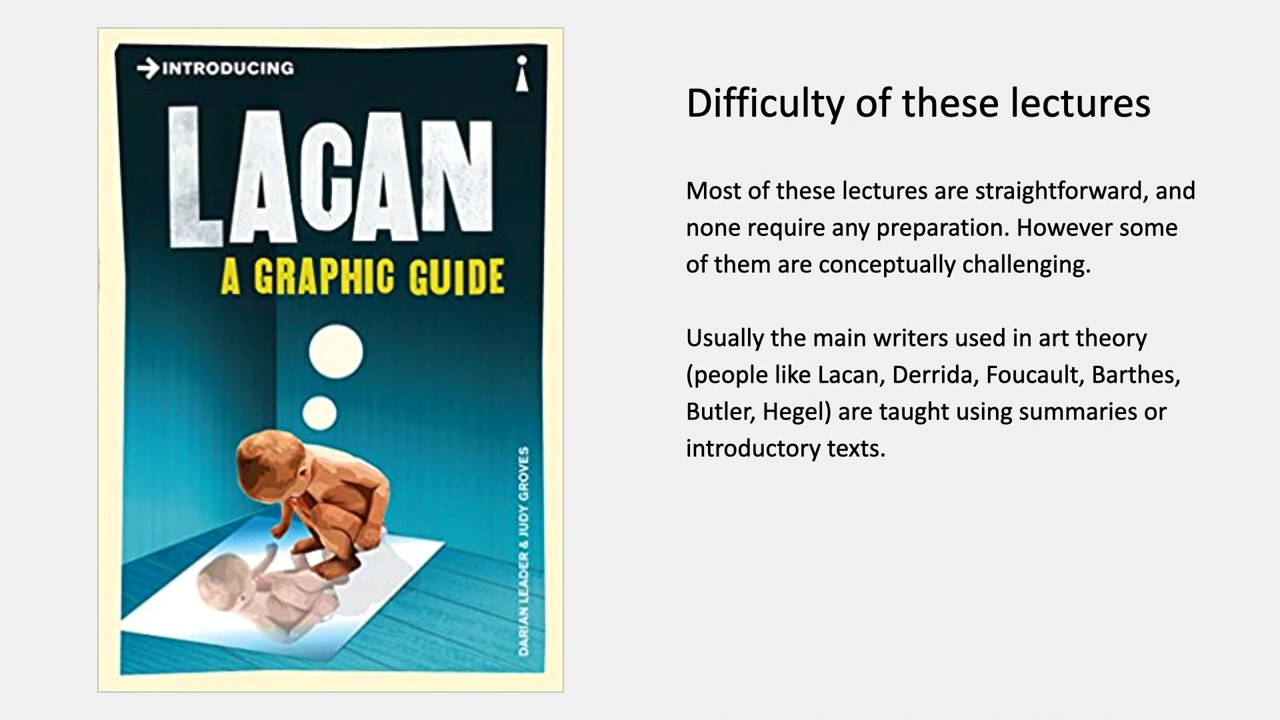 INTRODUCING
LACAN
A GRAPHIC GUIDE
DARIAN LEADER & JUDY GROVES
Difficulty of these lectures
Most of these lectures are straightforward, and
none require any preparation. However some
of them are conceptually challenging.
Usually the main writers used in art theory
(people like Lacan, Derrida, Foucault, Barthes,
Butler, Hegel) are taught using summaries or
introductory texts.